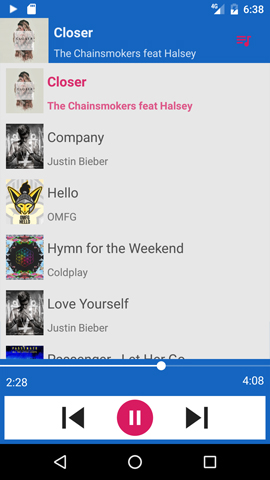 4G 6:38
Closer
The Chainsmokers feat Halsey
Closer
The Chainsmokers feat Halsey
Company
Justin Bieber
Hello
OMFG
Hymn for the Weekend
Coldplay
Love Yourself
Justin Bieber
Passenger - Let Her Go
2:28
4:08